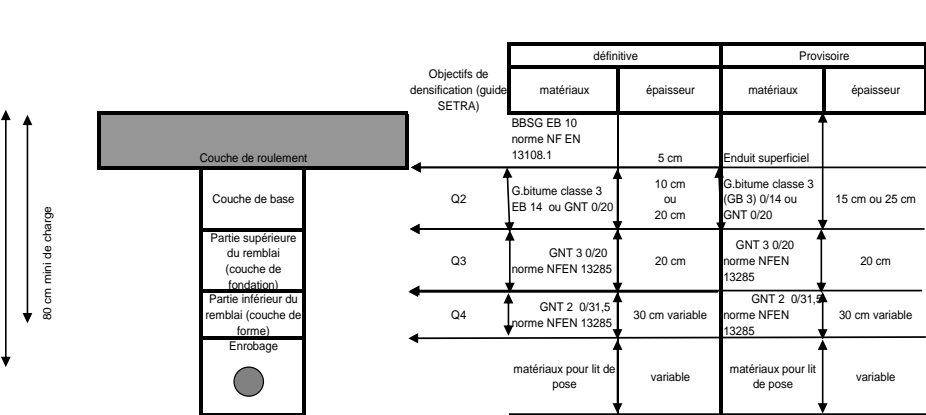 définitive
Provisoire
Objectifs de
densification (guide
SETRA)
matériaux
épaisseur
matériaux
épaisseur
80 cm mini de charge
Couche de roulement
BBSG EB 10
norme NF EN
13108.1
5 cm
Enduit superficiel
Couche de base
Q2
G.bitume classe 3
EB 14 ou GNT 0/20
10 cm
ou
20 cm
G.bitume classe 3
(GB 3) 0/14 ou
GNT 0/20
15 cm ou 25 cm
Partie supérieure
du remblai
(couche de
fondation)
Q3
GNT 3 0/20
norme NFEN 13285
20 cm
GNT 3 0/20
norme NFEN
13285
20 cm
Partie inférieur du
remblai (couche de
forme)
Q4
GNT 2 0/31,5
norme NFEN 13285
30 cm variable
GNT 2 0/31,5
norme NFEN
13285
30 cm variable
Enrobage
matériaux pour lit de
pose
variable
matériaux pour lit
de pose
variable